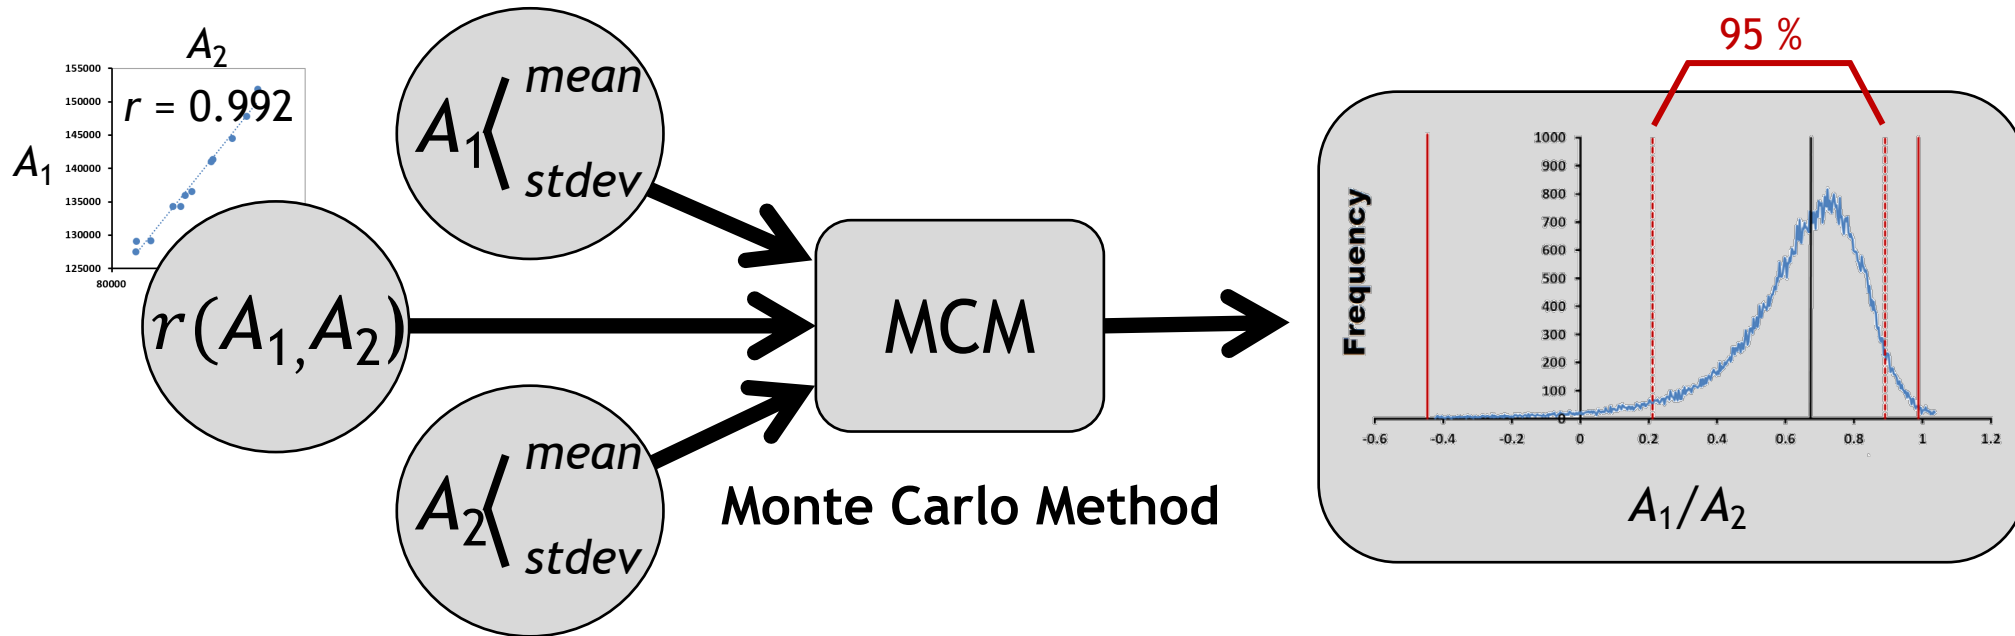 A2
155000
150000
145000
140000
135000
130000
125000
80000
r = 0.992
A1
A1
mean
stdev
r(A1,A2)
A2
mean
stdev
MCM
Monte Carlo Method
95 %
Frequency
1000
900
800
700
600
500
400
300
200
100
0
-0.6 -0.4 -0.2 0 0.2 0.4 0.6 0.8 1 1.2
A1/A2